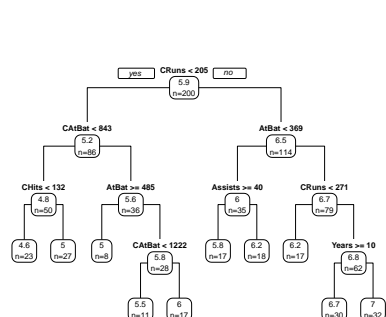 yes CRuns < 205 no
5.9
n=200
CAtBat < 843 AtBat < 369
5.2 6.5
n=86 n=114
CHits < 132 AtBat >= 485 Assists >= 40 CRuns < 271
4.8 5.6 6 6.7
n=50 n=36 n=35 n=79
4.6 5 5 CAtBat < 1222 5.8 6.2 6.2 Years >= 10
n=23 n=27 n=8 5.8 n=17 n=18 n=17 6.8
n=28 n=62
5.5 6 6.7 7
n=11 n=17 n=30 n=32